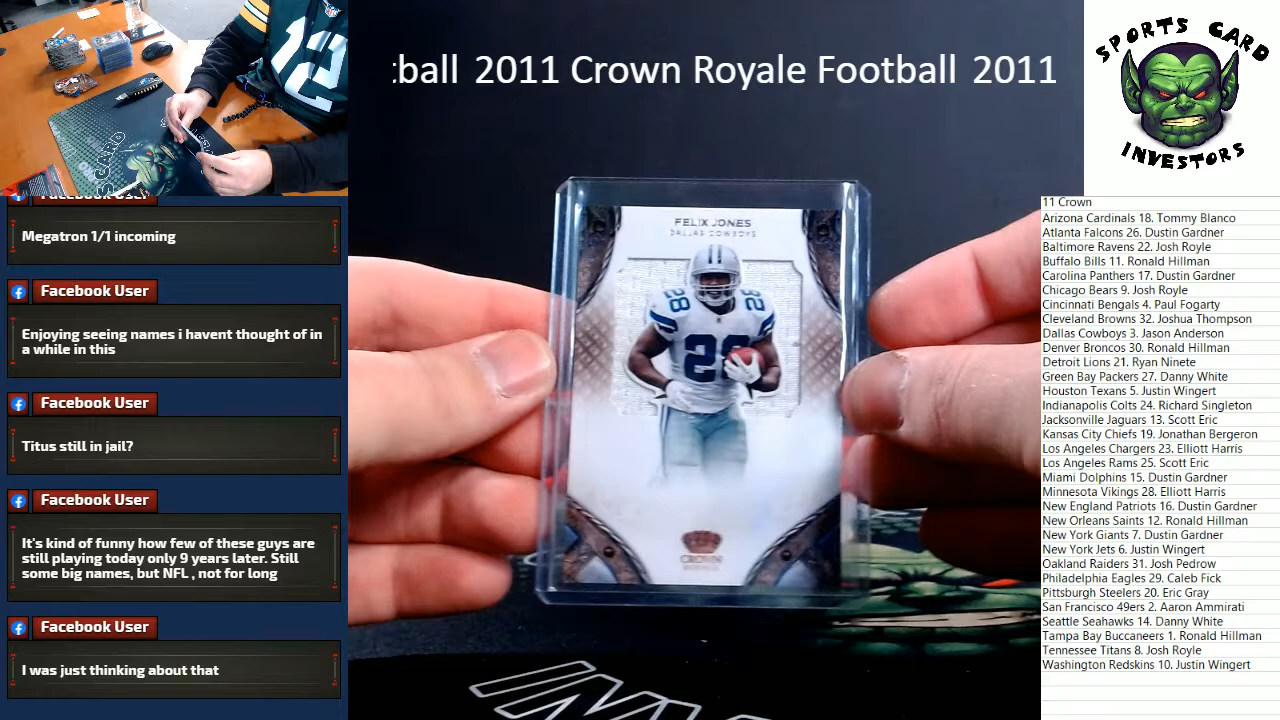 :ball 2011 Crown Royale Football 2011
SPORTS CARD
INVESTORS
12
Facebook User
Megatron 1/1 incoming
Facebook User
Enjoying seeing names i havent thought of in
a while in this
Facebook User
Titus still in jail?
Facebook User
It's kind of funny how few of these guys are
still playing today only 9 years later. Still
some big names, but NFL , not for long
Facebook User
I was just thinking about that
FELIX JONES
DALLAS COWBOYS
28
28
28
CROWN
ROYALE
11 Crown
Arizona Cardinals 18. Tommy Blanco
Atlanta Falcons 26. Dustin Gardner
Baltimore Ravens 22. Josh Royle
Buffalo Bills 11. Ronald Hillman
Carolina Panthers 17. Dustin Gardner
Chicago Bears 9. Josh Royle
Cincinnati Bengals 4. Paul Fogarty
Cleveland Browns 32. Joshua Thompson
Dallas Cowboys 3. Jason Anderson
Denver Broncos 30. Ronald Hillman
Detroit Lions 21. Ryan Ninete
Green Bay Packers 27. Danny White
Houston Texans 5. Justin Wingert
Indianapolis Colts 24. Richard Singleton
Jacksonville Jaguars 13. Scott Eric
Kansas City Chiefs 19. Jonathan Bergeron
Los Angeles Chargers 23. Elliott Harris
Los Angeles Rams 25. Scott Eric
Miami Dolphins 15. Dustin Gardner
Minnesota Vikings 28. Elliott Harris
New England Patriots 16. Dustin Gardner
New Orleans Saints 12. Ronald Hillman
New York Giants 7. Dustin Gardner
New York Jets 6. Justin Wingert
Oakland Raiders 31. Josh Pedrow
Philadelphia Eagles 29. Caleb Fick
Pittsburgh Steelers 20. Eric Gray
San Francisco 49ers 2. Aaron Ammirati
Seattle Seahawks 14. Danny White
Tampa Bay Buccaneers 1. Ronald Hillman
Tennessee Titans 8. Josh Royle
Washington Redskins 10. Justin Wingert